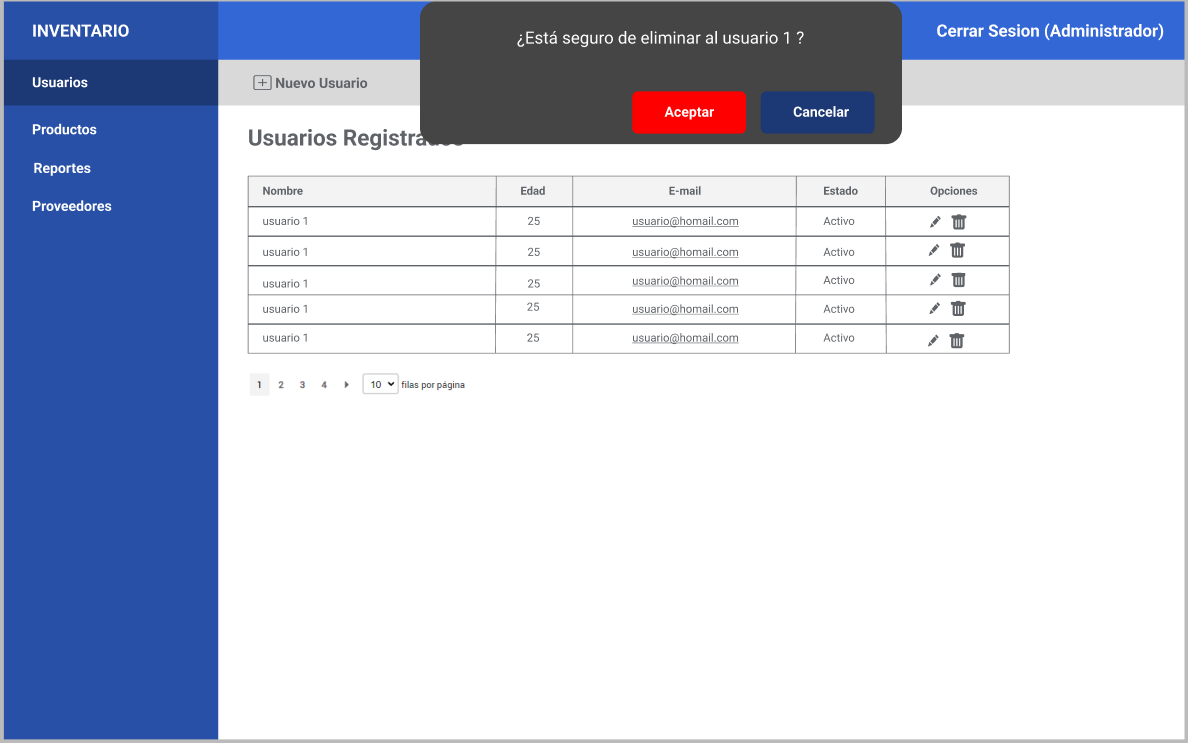 INVENTARIO
¿Está seguro de eliminar al usuario 1 ?
Cerrar Sesion (Administrador)
Aceptar
Cancelar
Usuarios
Productos
Reportes
Proveedores
Nuevo Usuario
Usuarios Registrados
Nombre Edad E-mail Estado Opciones
usuario 1 25 usuario@homail.com Activo
usuario 1 25 usuario@homail.com Activo
usuario 1 25 usuario@homail.com Activo
usuario 1 25 usuario@homail.com Activo
usuario 1 25 usuario@homail.com Activo
1 2 3 4 10 filas por página